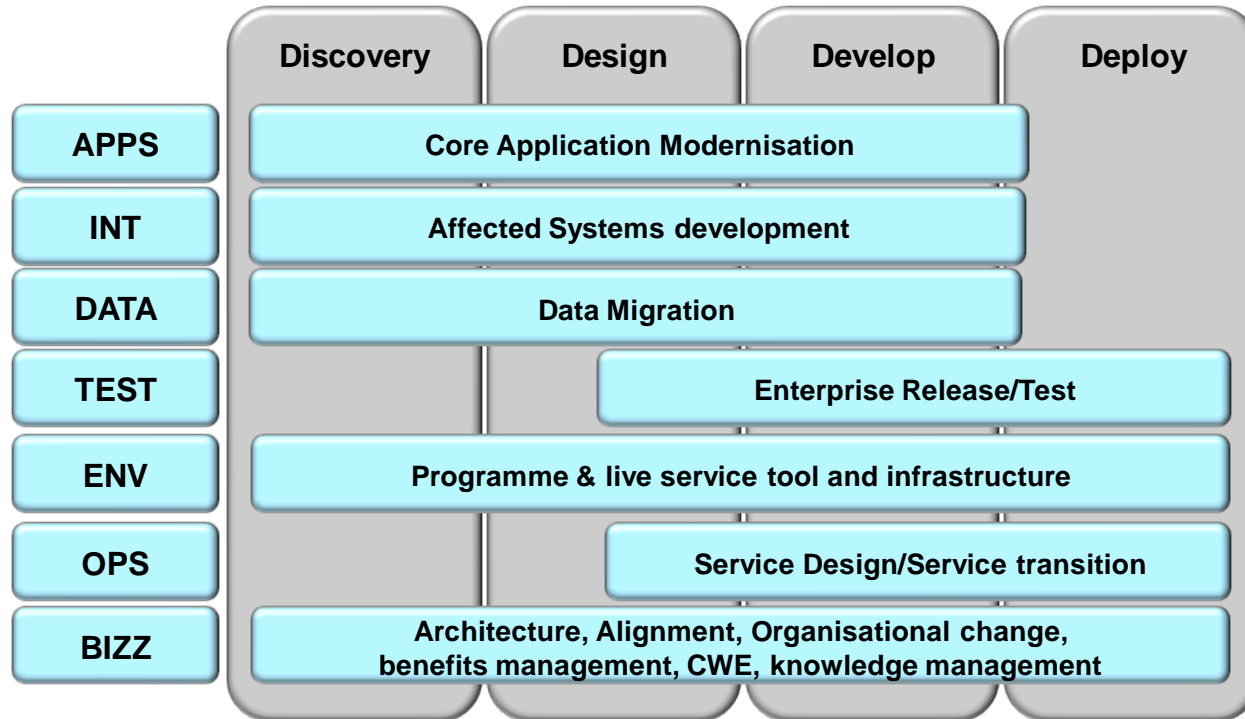 Discovery Design Develop Deploy
APPS Core Application Modernisation
INT Affected Systems development
DATA Data Migration
TEST Enterprise Release/Test
ENV Programme & live service tool and infrastructure
OPS Service Design/Service transition
BIZZ Architecture, Alignment, Organisational change,
benefits management, CWE, knowledge management